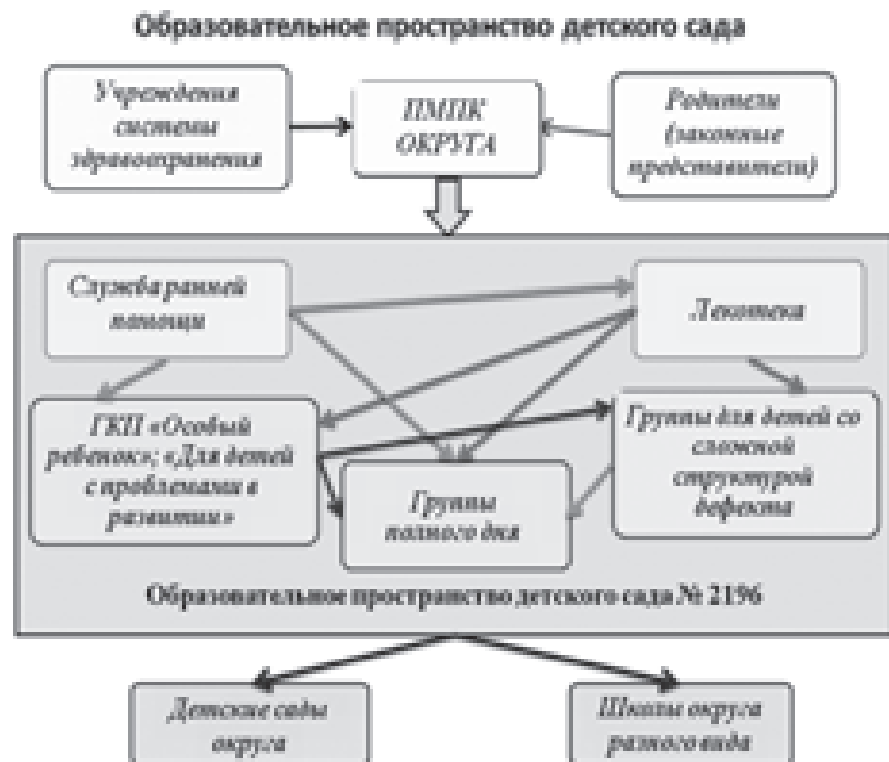 Образовательное пространство детского сада
Учреждения
системы
здравоохранения
ПМПК
ОКРУГА
Родители
(законные
представители)
Служба ранней
помощи
Лекотека
ГКП «Особый
ребенок»; «Для детей
с проблемами в
развитии»
Группы
полного дня
Группы для детей со
сложной
структурой
дефекта
Образовательное пространство детского сада № 2196
Детские сады
округа
Школы округа
разного вида